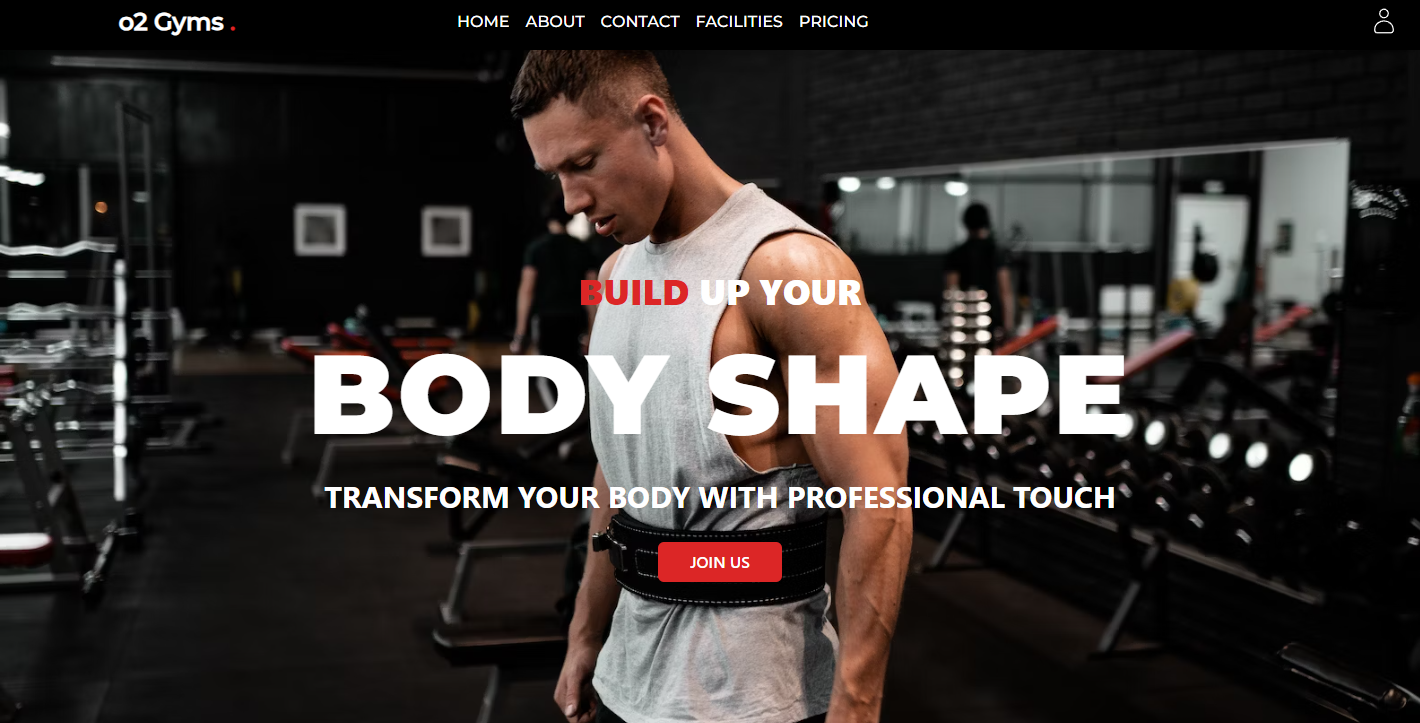 o2 Gyms .
HOME ABOUT CONTACT FACILITIES PRICING
BUILD UP YOUR
BODY SHAPE
TRANSFORM YOUR BODY WITH PROFESSIONAL TOUCH
JOIN US